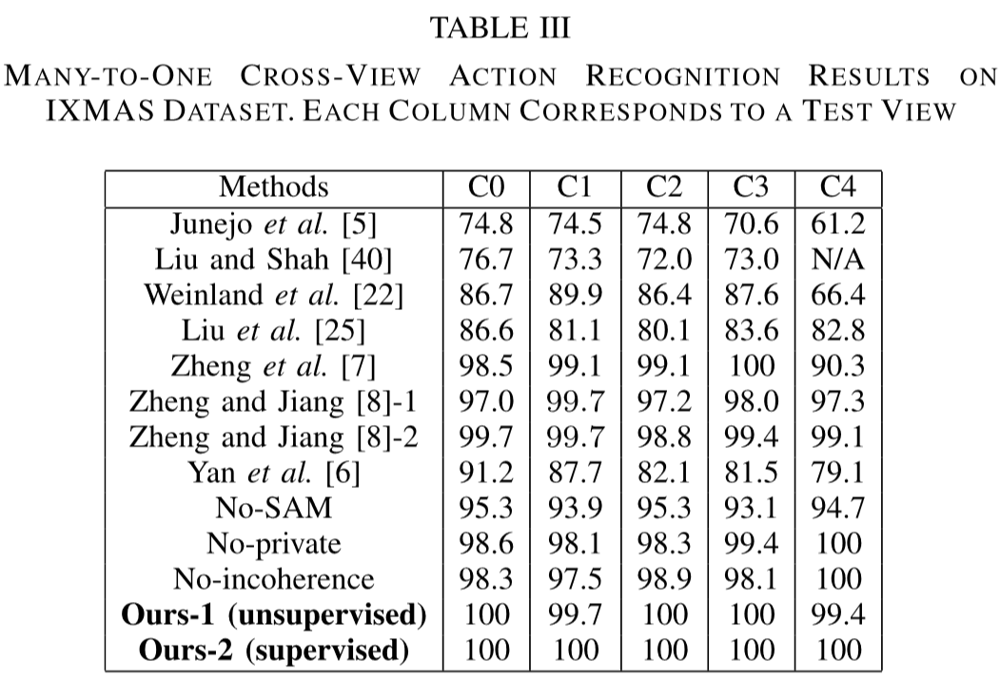 TABLE III
MANY-TO-ONE CROSS-VIEW ACTION RECOGNITION RESULTS ON
IXMAS DATASET. EACH COLUMN CORRESPONDS TO A TEST VIEW
Methods C0 C1 C2 C3 C4
Junejo et al. [5] 74.8 74.5 74.8 70.6 61.2
Liu and Shah [40] 76.7 73.3 72.0 73.0 N/A
Weinland et al. [22] 86.7 89.9 86.4 87.6 66.4
Liu et al. [25] 86.6 81.1 80.1 83.6 82.8
Zheng et al. [7] 98.5 99.1 99.1 100 90.3
Zheng and Jiang [8]-1 97.0 99.7 97.2 98.0 97.3
Zheng and Jiang [8]-2 99.7 99.7 98.8 99.4 99.1
Yan et al. [6] 91.2 87.7 82.1 81.5 79.1
No-SAM 95.3 93.9 95.3 93.1 94.7
No-private 98.6 98.1 98.3 99.4 100
No-incoherence 98.3 97.5 98.9 98.1 100
Ours-1 (unsupervised) 100 99.7 100 100 99.4
Ours-2 (supervised) 100 100 100 100 100